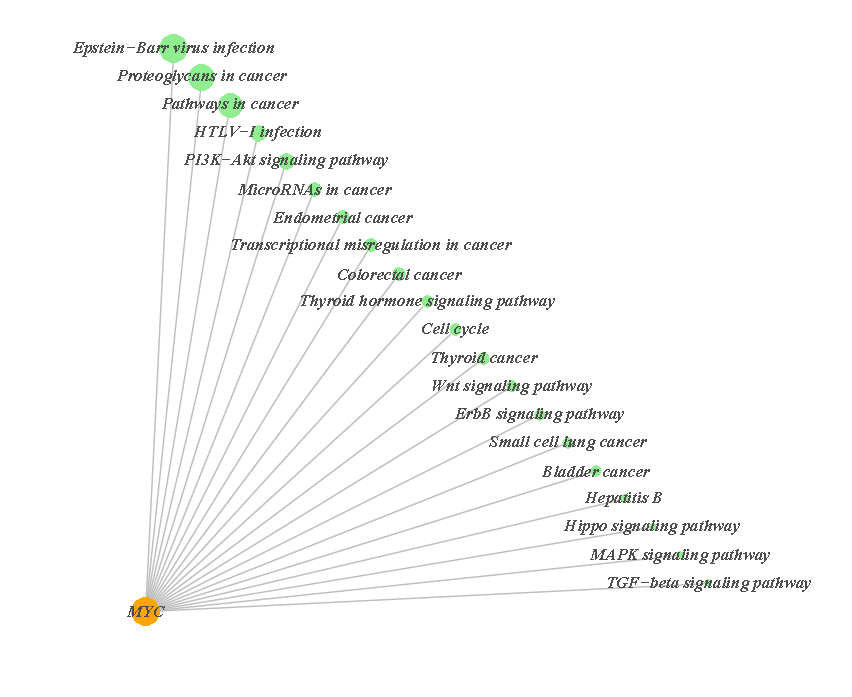 Epstein−Barr virus infection
Proteoglycans in cancer
Pathways in cancer
HTLV−I infection
PI3K−Akt signaling pathway
MicroRNAs in cancer
Endometrial cancer
Transcriptional misregulation in cancer
Colorectal cancer
Thyroid hormone signaling pathway
Cell cycle
Thyroid cancer
Wnt signaling pathway
ErbB signaling pathway
Small cell lung cancer
Bladder cancer
Hepatitis B
Hippo signaling pathway
MAPK signaling pathway
TGF−beta signaling pathway
MYC